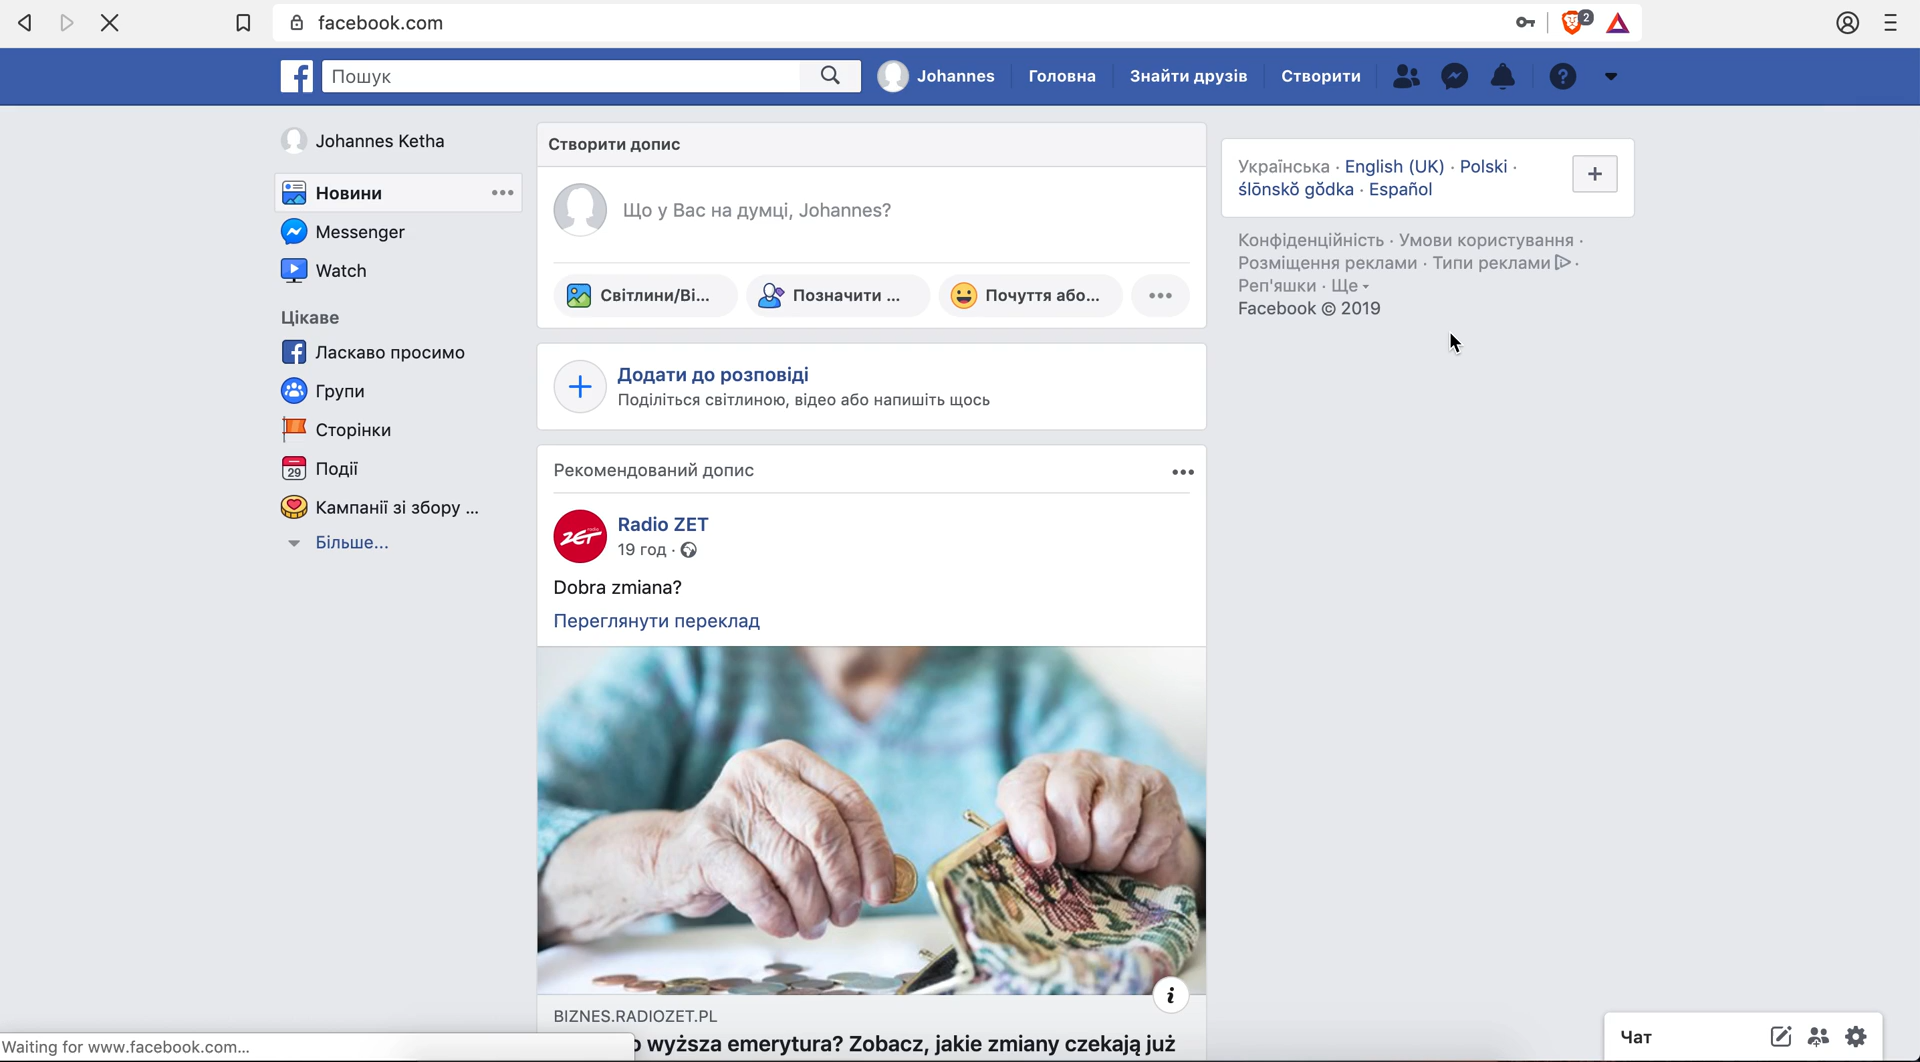 facebook.com
2
Пошук
Johannes
Головна
Знайти друзів
Створити
Johannes Ketha
Новини
Messenger
Watch
Цікаве
Ласкаво просимо
Групи
Сторінки
29
Події
Кампанії зі збору ...
Більше...
Створити допис
Що у Вас на думці, Johannes?
Світлини/Ві...
Позначити ...
Почуття або...
Додати до розповіді
Поділіться світлиною, відео або напишіть щось
Рекомендований допис
zet radio
Radio ZET
19 год ·
Dobra zmiana?
Переглянути переклад
BIZNES.RADIOZET.PL
wyższa emerytura? Zobacz, jakie zmiany czekają już
Українська · English (UK) · Polski ·
ślōnskŏ gŏdka · Español
Конфіденційність · Умови користування ·
Розміщення реклами · Типи реклами ·
Реп'яшки · Ще
Facebook © 2019
Чат
Waiting for www.facebook.com...